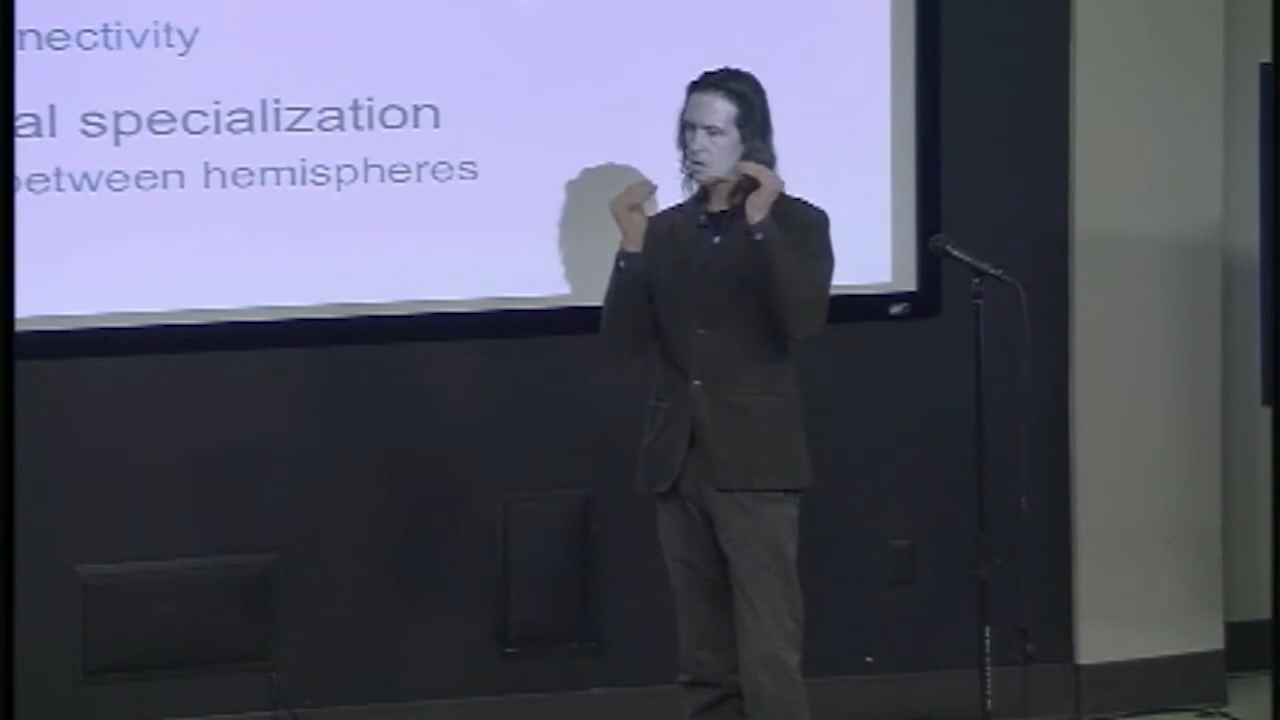 nectivity
al specialization
between hemispheres